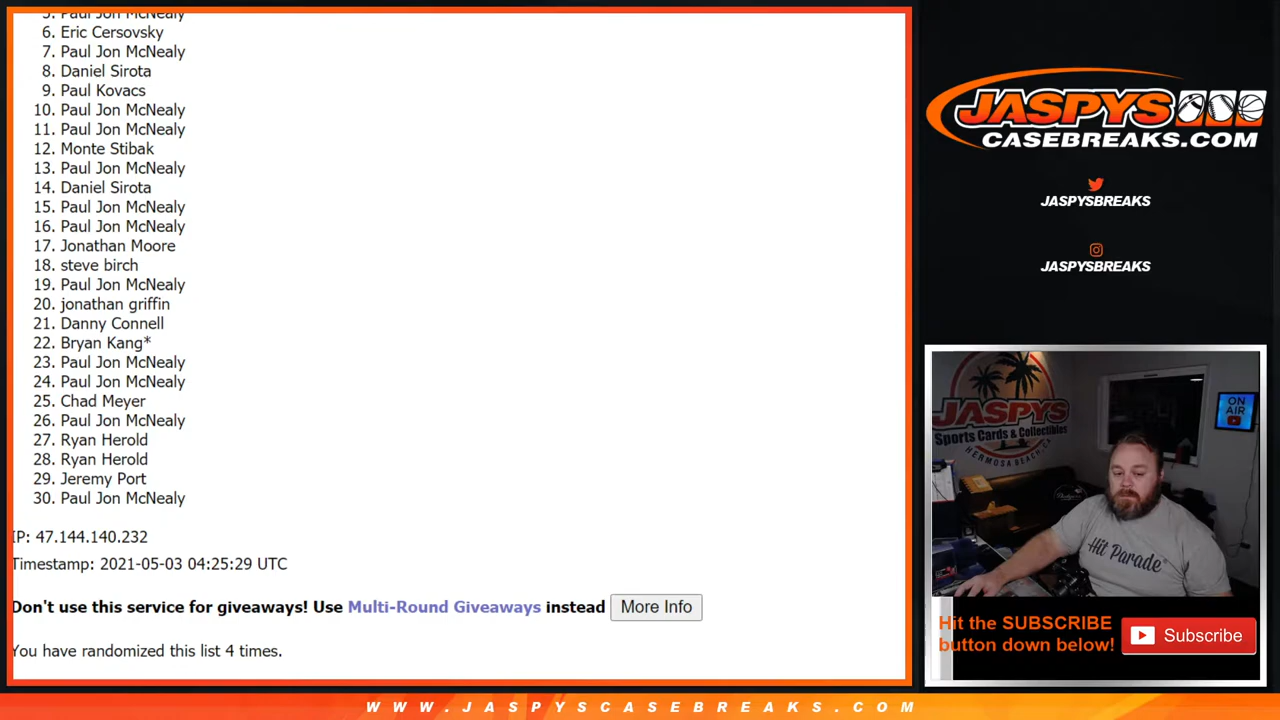 5. Paul Jon McNealy
6. Eric Cersovsky
7. Paul Jon McNealy
8. Daniel Sirota
9. Paul Kovacs
10. Paul Jon McNealy
11. Paul Jon McNealy
12. Monte Stibak
13. Paul Jon McNealy
14. Daniel Sirota
15. Paul Jon McNealy
16. Paul Jon McNealy
17. Jonathan Moore
18. steve birch
19. Paul Jon McNealy
20. jonathan griffin
21. Danny Connell
22. Bryan Kang*
23. Paul Jon McNealy
24. Paul Jon McNealy
25. Chad Meyer
26. Paul Jon McNealy
27. Ryan Herold
28. Ryan Herold
29. Jeremy Port
30. Paul Jon McNealy
IP: 47.144.140.232
Timestamp: 2021-05-03 04:25:29 UTC
Don't use this service for giveaways! Use Multi-Round Giveaways instead More Info
You have randomized this list 4 times.
JASPYS
CASEBREAKS.COM
JASPYSBREAKS
JASPYSBREAKS
JASPYS
Sports Cards & Collectibles
HERMOSA BEACH, CA
ON
AIR
Hit Parade
Hit the SUBSCRIBE
button down below!
Subscribe
WWW.JASPYSCASEBREAKS.COM